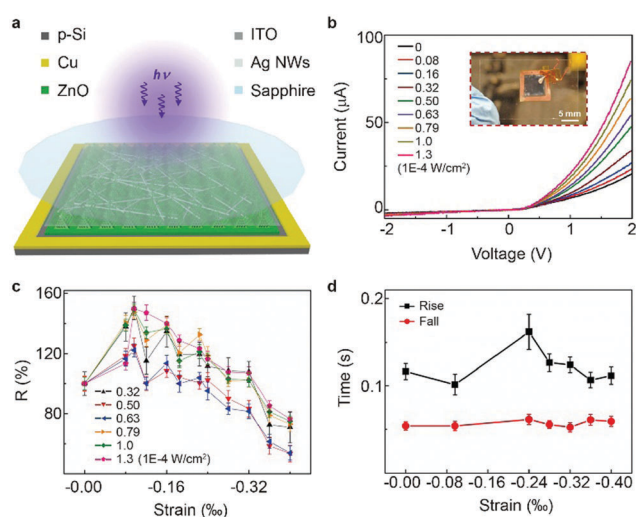 a
p-Si
Cu
ZnO
hν
ITO
Ag NWs
Sapphire
b
Current (μA)
100
50
0
0
0.08
0.16
0.32
0.50
0.63
0.79
1.0
1.3
(1E-4 W/cm²)
5 mm
-2
-1
0
1
2
Voltage (V)
c
R (%)
160
120
80
0.32
0.50
0.63
0.79
1.0
1.3 (1E-4 W/cm²)
-0.00
-0.16
-0.32
Strain (‰)
d
Time (s)
0.2
0.1
Rise
Fall
-0.00
-0.08
-0.16
-0.24
-0.32
-0.40
Strain (‰)